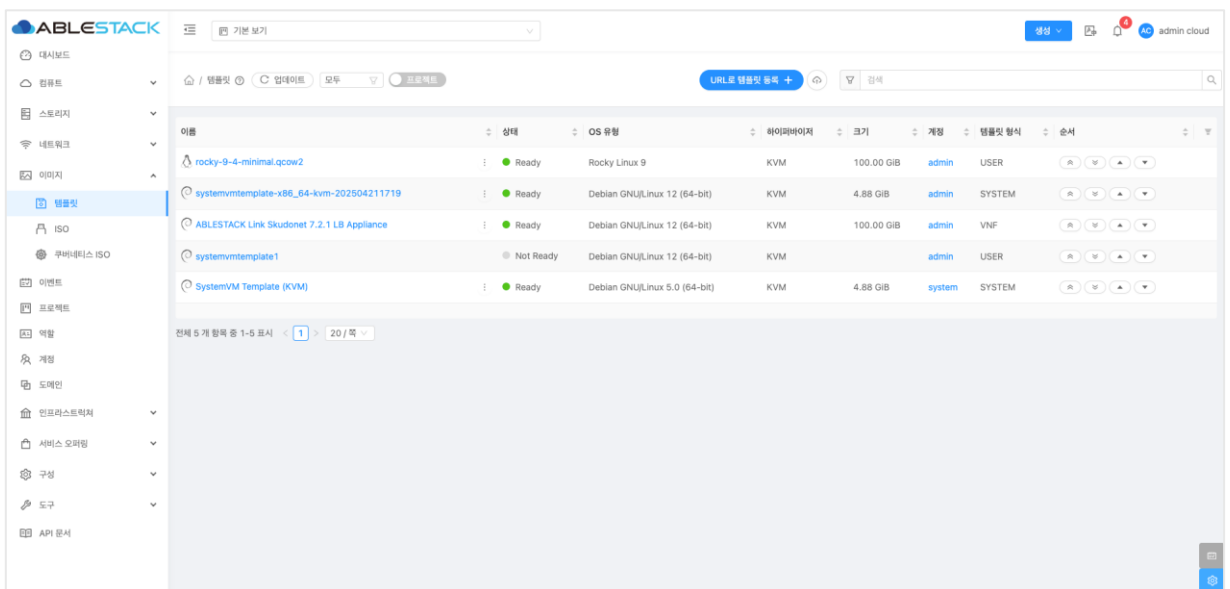 ABLESTACK
기본 보기
생성
4
AC admin cloud
대시보드
컴퓨트
스토리지
네트워크
이미지
템플릿
ISO
쿠버네티스 ISO
이벤트
프로젝트
역할
계정
도메인
인프라스트럭쳐
서비스 오퍼링
구성
도구
API 문서
/ 템플릿 업데이트 모두 프로젝트 URL로 템플릿 등록 + 검색
이름 상태 OS 유형 하이퍼바이저 크기 계정 템플릿 형식 순서
rocky-9-4-minimal.qcow2 Ready Rocky Linux 9 KVM 100.00 GiB admin USER
systemvmtemplate-x86_64-kvm-202504211719 Ready Debian GNU/Linux 12 (64-bit) KVM 4.88 GiB admin SYSTEM
ABLESTACK Link Skudonet 7.2.1 LB Appliance Ready Debian GNU/Linux 12 (64-bit) KVM 100.00 GiB admin VNF
systemvmtemplate1 Not Ready Debian GNU/Linux 12 (64-bit) KVM admin USER
SystemVM Template (KVM) Ready Debian GNU/Linux 5.0 (64-bit) KVM 4.88 GiB system SYSTEM
전체 5 개 항목 중 1-5 표시 < 1 > 20 / 쪽